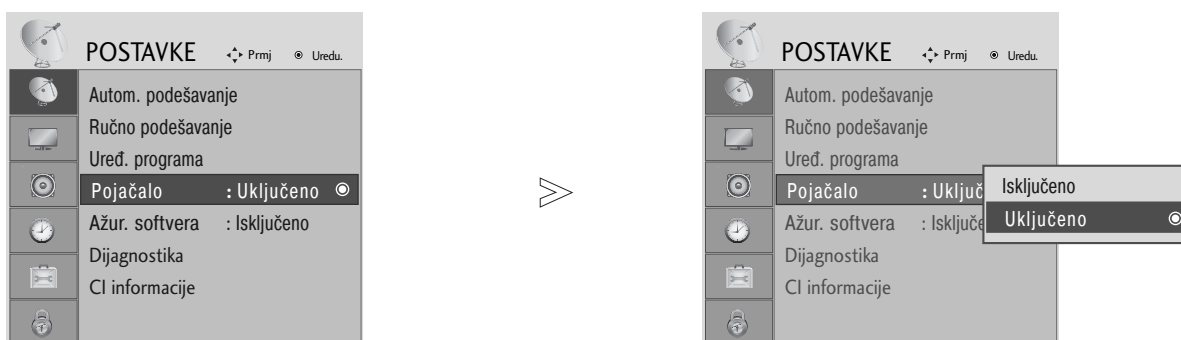 POSTAVKE Prmj Uredu.
Autom. podešavanje
Ručno podešavanje
Uređ. programa
Pojačalo : Uključeno
Ažur. softvera : Isključeno
Dijagnostika
CI informacije
POSTAVKE Prmj Uredu.
Autom. podešavanje
Ručno podešavanje
Uređ. programa
Pojačalo : Uključ
Ažur. softvera : Isključe
Dijagnostika
CI informacije
Isključeno
Uključeno